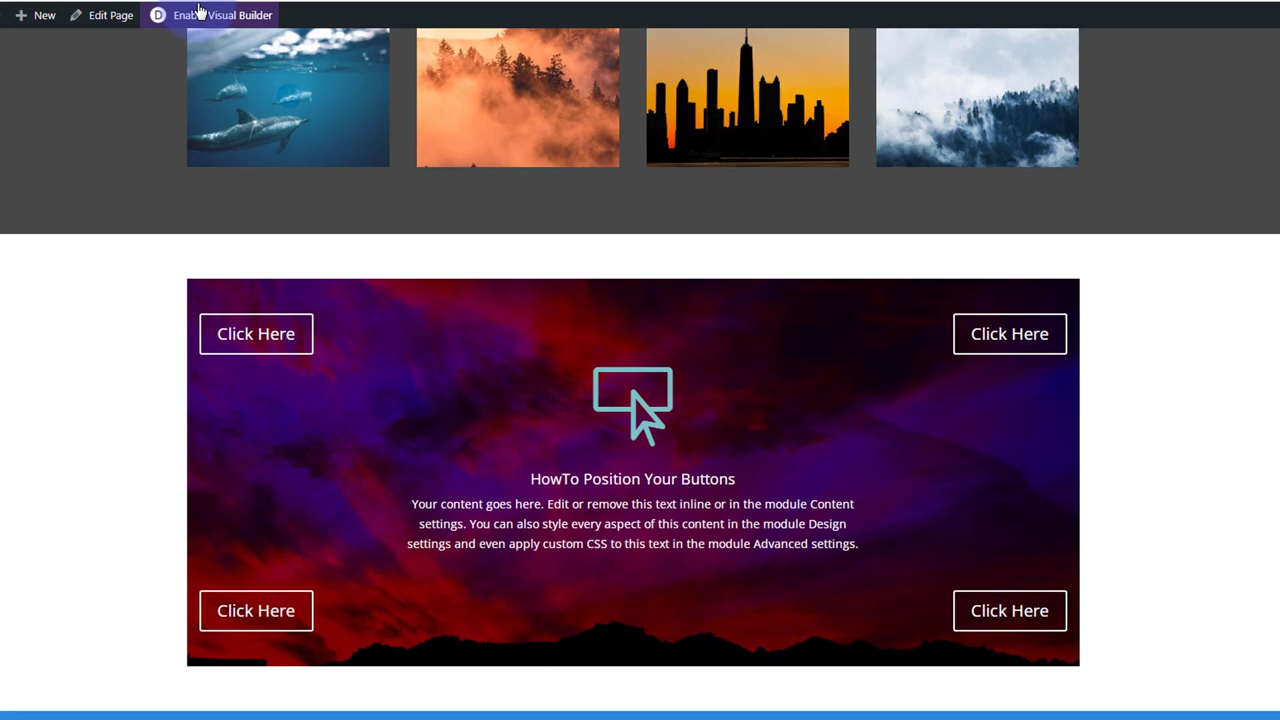 New Edit Page D Enable Visual Builder
Click Here Click Here
HowTo Position Your Buttons
Your content goes here. Edit or remove this text inline or in the module Content
settings. You can also style every aspect of this content in the module Design
settings and even apply custom CSS to this text in the module Advanced settings.
Click Here Click Here